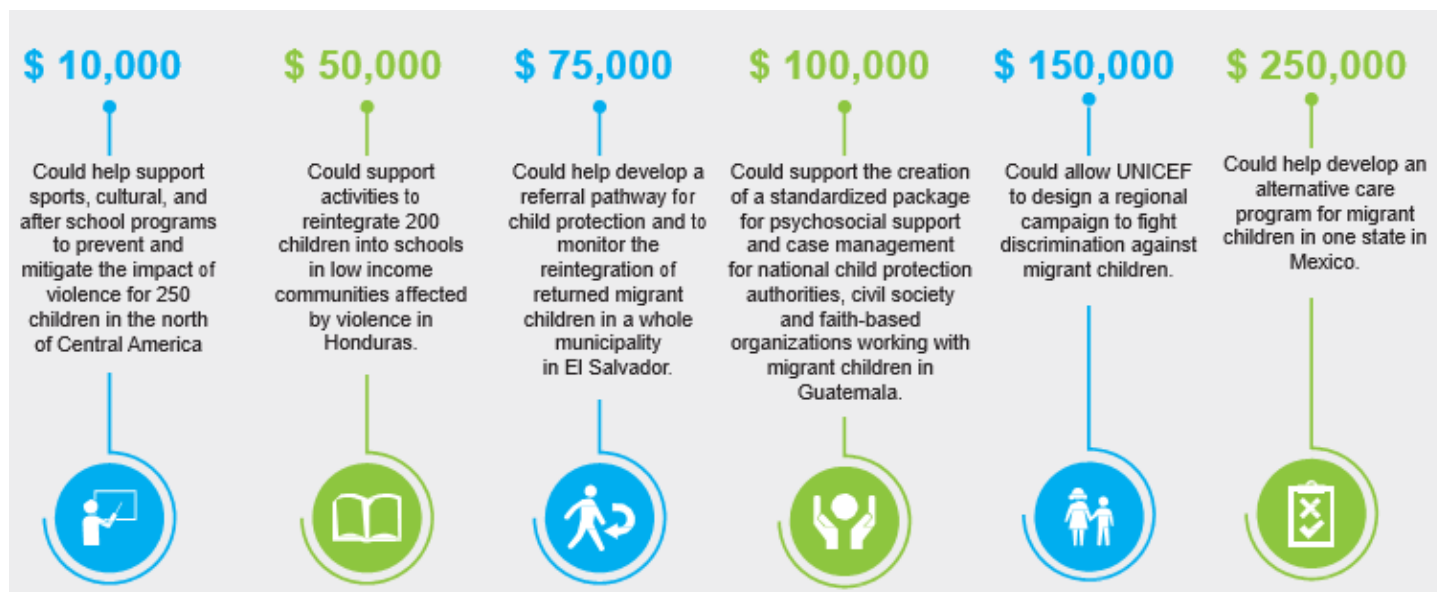 $ 10,000
Could help support
sports, cultural, and
after school programs
to prevent and
mitigate the impact of
violence for 250
children in the north
of Central America
$ 50,000
Could support
activities to
reintegrate 200
children into schools
in low income
communities affected
by violence in
Honduras.
$ 75,000
Could help develop a
referral pathway for
child protection and to
monitor the
reintegration of
returned migrant
children in a whole
municipality
in El Salvador.
$ 100,000
Could support the creation
of a standardized package
for psychosocial support
and case management
for national child protection
authorities, civil society
and faith-based
organizations working with
migrant children in
Guatemala.
$ 150,000
Could allow UNICEF
to design a regional
campaign to fight
discrimination against
migrant children.
$ 250,000
Could help develop an
alternative care
program for migrant
children in one state in
Mexico.